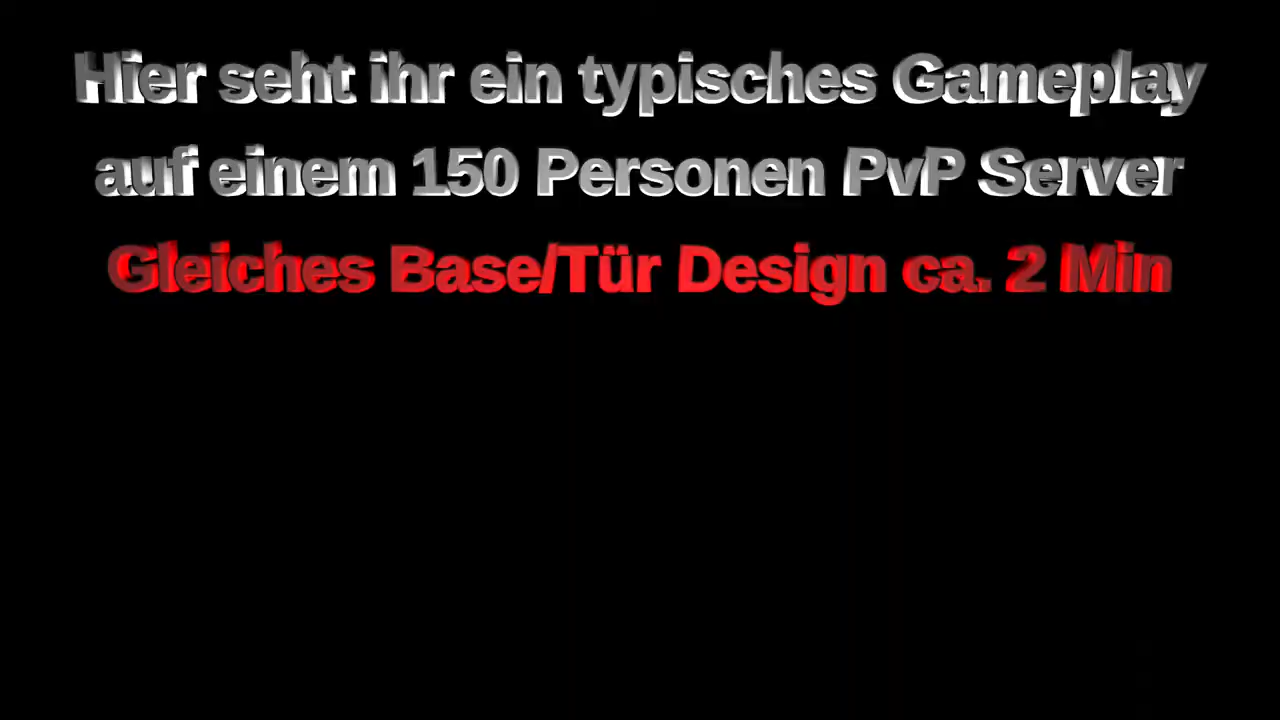 Hier seht ihr ein typisches Gameplay
auf einem 150 Personen PvP Server
Gleiches Base/Tür Design ca. 2 Min